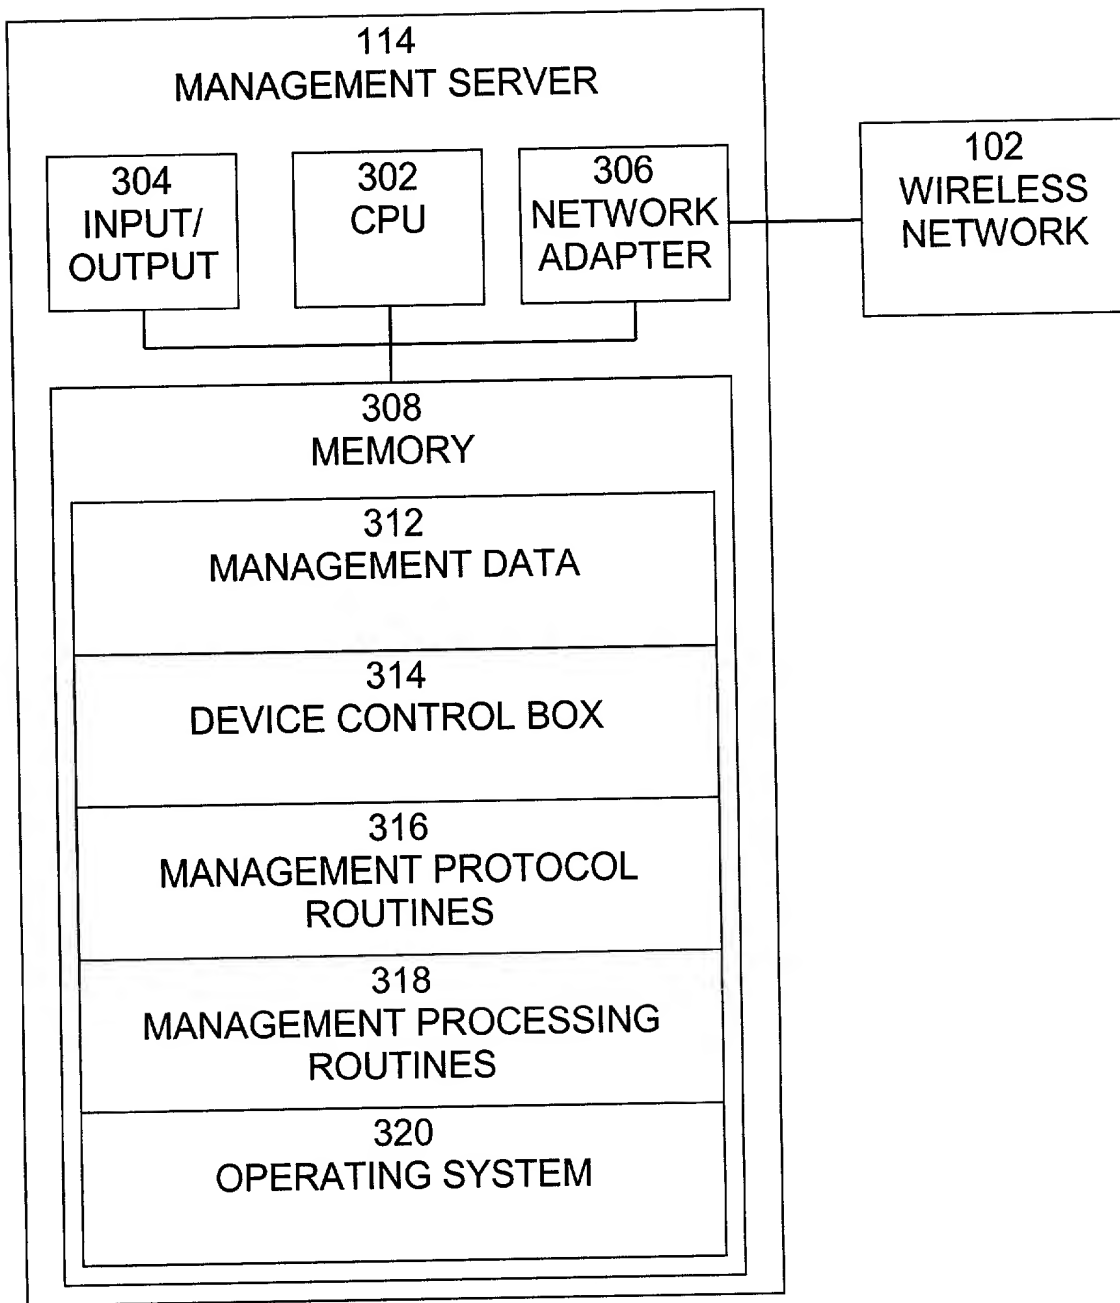 114
MANAGEMENT SERVER
304
INPUT/
OUTPUT
302
CPU
306
NETWORK
ADAPTER
102
WIRELESS
NETWORK
308
MEMORY
312
MANAGEMENT DATA
314
DEVICE CONTROL BOX
316
MANAGEMENT PROTOCOL
ROUTINES
318
MANAGEMENT PROCESSING
ROUTINES
320
OPERATING SYSTEM